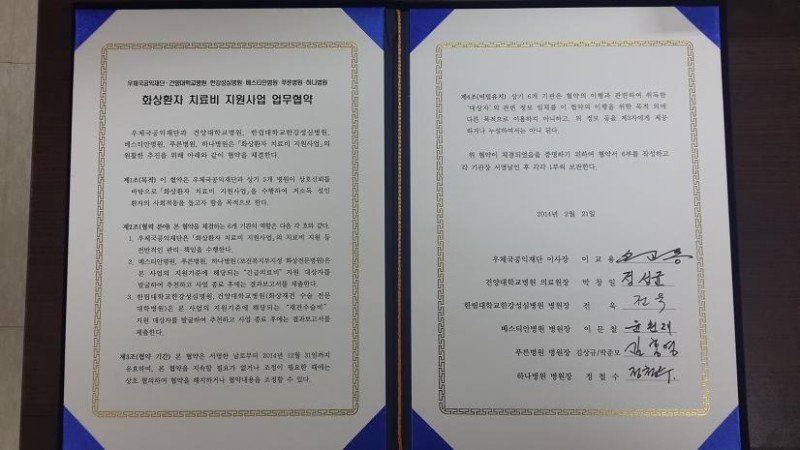 우체국공익재단·건양대학교병원·한강성심병원·베스티안병원·푸른병원·하나병원
화상환자 치료비 지원사업 업무협약
우체국공익재단과 건양대학교병원, 한림대학교한강성심병원,
베스티안병원, 푸른병원, 하나병원은「화상환자 치료비 지원사업」의
원활한 추진을 위해 아래와 같이 협약을 체결한다.
제1조(목적) 이 협약은 우체국공익재단과 상기 5개 병원이 상호신뢰를
바탕으로「화상환자 치료비 지원사업」을 수행하여 저소득 성인
환자의 사회적응을 돕고자 함을 목적으로 한다.
제2조(협력 분야) 본 협약을 체결하는 6개 기관의 역할은 다음 각 호와 같다.
1. 우체국공익재단은「화상환자 치료비 지원사업」의 치료비 지원 등
전반적인 관리·책임을 수행한다.
2. 베스티안병원, 푸른병원, 하나병원(보건복지부지정 화상전문병원)은
본 사업의 지원기준에 해당되는 "긴급치료비" 지원 대상자를
발굴하여 추천하고 사업 종료 후에는 결과보고서를 제출한다.
3. 한림대학교한강성심병원, 건양대학교병원(화상재건 수술 전문
대학병원)은 본 사업의 지원기준에 해당되는 "재건수술비"
지원 대상자를 발굴하여 추천하고 사업 종료 후에는 결과보고서를
제출한다.
제3조(협약 기간) 본 협약은 서명한 날로부터 2014년 12월 31일까지
유효하며, 본 협약을 지속할 필요가 없거나 조정이 필요한 때에는
상호 협의하여 협약을 해지하거나 협약내용을 조정할 수 있다.
제4조(비밀유지) 상기 6개 기관은 협약의 이행과 관련하여 취득한
'대상자'의 관련 정보 일체를 이 협약의 이행을 위한 목적 외에
다른 목적으로 이용하지 아니하고, 위 정보 등을 제3자에게 제공
하거나 누설하여서는 아니 된다.
위 협약이 체결되었음을 증명하기 위하여 협약서 6부를 작성하고
각 기관장 서명날인 후 각각 1부씩 보관한다.
2014년 2월 21일
우체국공익재단 이사장 이 교 용
건양대학교병원 의료원장 박 창 일
한림대학교한강성심병원 병원장 전 욱 전욱
베스티안병원 병원장 이 문 철
푸른병원 병원장 김상규/박준모
하나병원 병원장 정 철 수